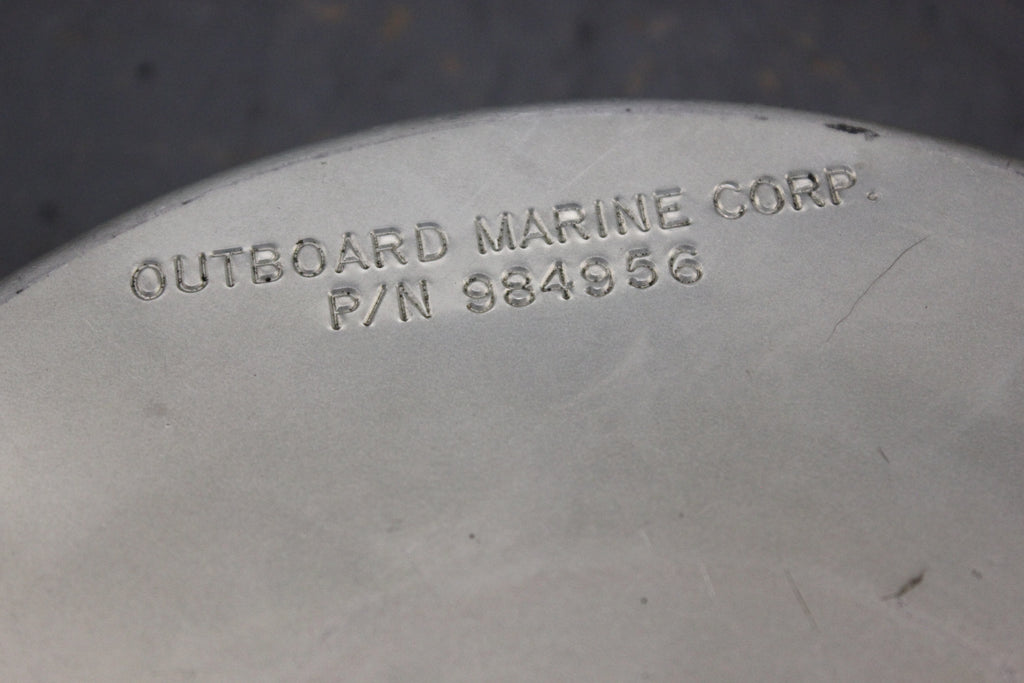 OUTBOARD MARINE CORP.
P/N 984956